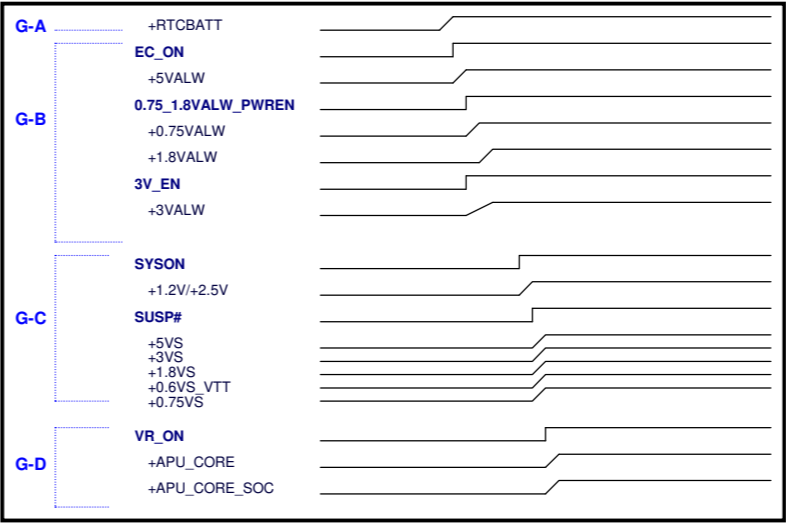 G-A +RTCBATT
EC_ON
+5VALW
0.75_1.8VALW_PWREN
G-B
+0.75VALW
+1.8VALW
3V_EN
+3VALW
SYSON
+1.2V/+2.5V
G-C SUSP#
+5VS
+3VS
+1.8VS
+0.6VS_VTT
+0.75VS
VR_ON
G-D +APU_CORE
+APU_CORE_SOC